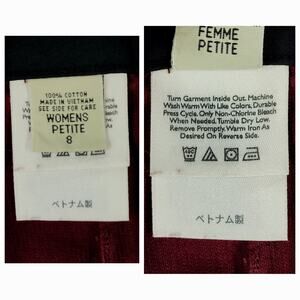 100% COTTON
MADE IN VIETNAM
SEE SIDE FOR CARE
WOMENS
PETITE
8
ベトナム製
FEMME
PETITE
Turn Garment Inside Out. Machine
Wash Warm With Like Colors, Durable
Press Cycle. Only Non-Chlorine Bleach
When Needed. Tumble Dry Low.
Remove Promptly. Warm Iron As
Desired On Reverse Side.
ベトナム製